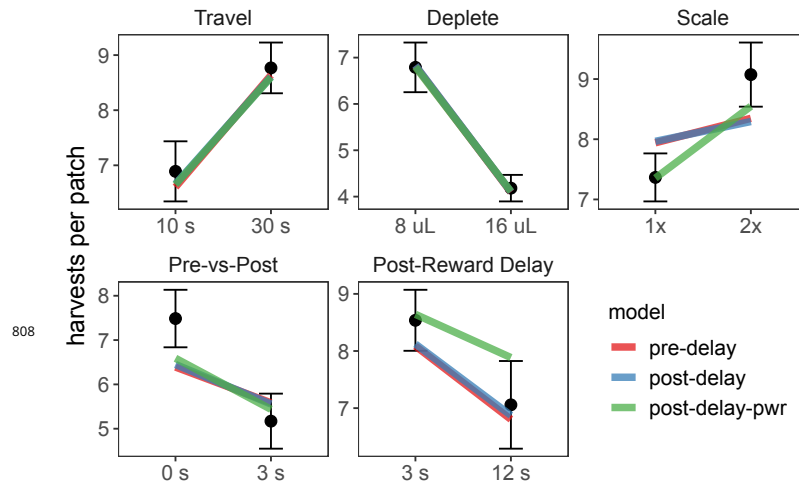 Travel
Deplete
Scale
9
8
7
10 s
30 s
7
6
5
4
8 uL
16 uL
9
8
7
1x
2x
harvests per patch
Pre-vs-Post
Post-Reward Delay
8
7
6
5
0 s
3 s
9
8
7
3 s
12 s
808
model
pre-delay
post-delay
post-delay-pwr